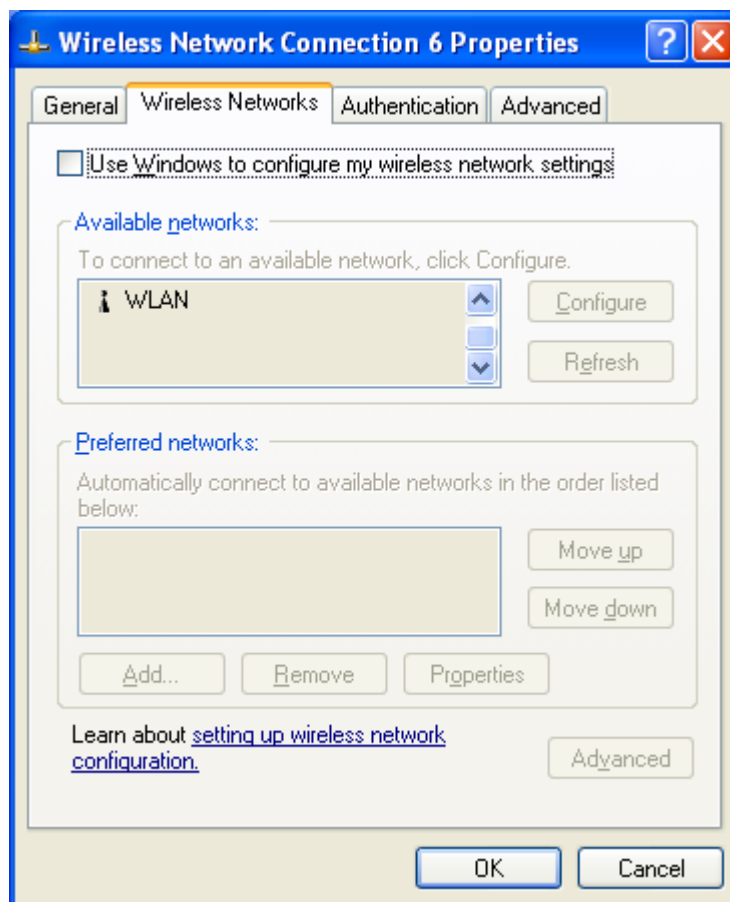 Wireless Network Connection 6 Properties
General Wireless Networks Authentication Advanced
Use Windows to configure my wireless network settings
Available networks:
To connect to an available network, click Configure.
WLAN
Configure
Refresh
Preferred networks:
Automatically connect to available networks in the order listed
below:
Move up
Move down
Add... Remove Properties
Learn about setting up wireless network
configuration.
Advanced
OK Cancel